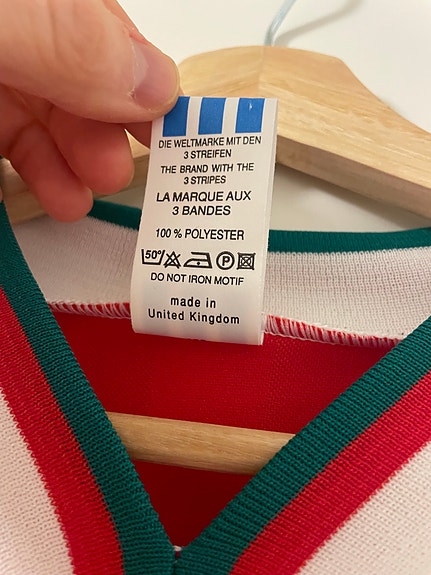 DIE WELTMARKE MIT DEN
3 STREIFEN
THE BRAND WITH THE
3 STRIPES
LA MARQUE AUX
3 BANDES
100 % POLYESTER
50° P
DO NOT IRON MOTIF
made in
United Kingdom